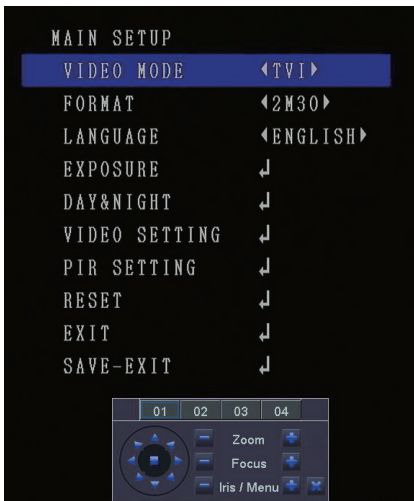 MAIN SETUP
VIDEO MODE TVI
FORMAT 2M30
LANGUAGE ENGLISH
EXPOSURE
DAY&NIGHT
VIDEO SETTING
PIR SETTING
RESET
EXIT
SAVE-EXIT
01 02 03 04
Zoom
Focus
Iris / Menu